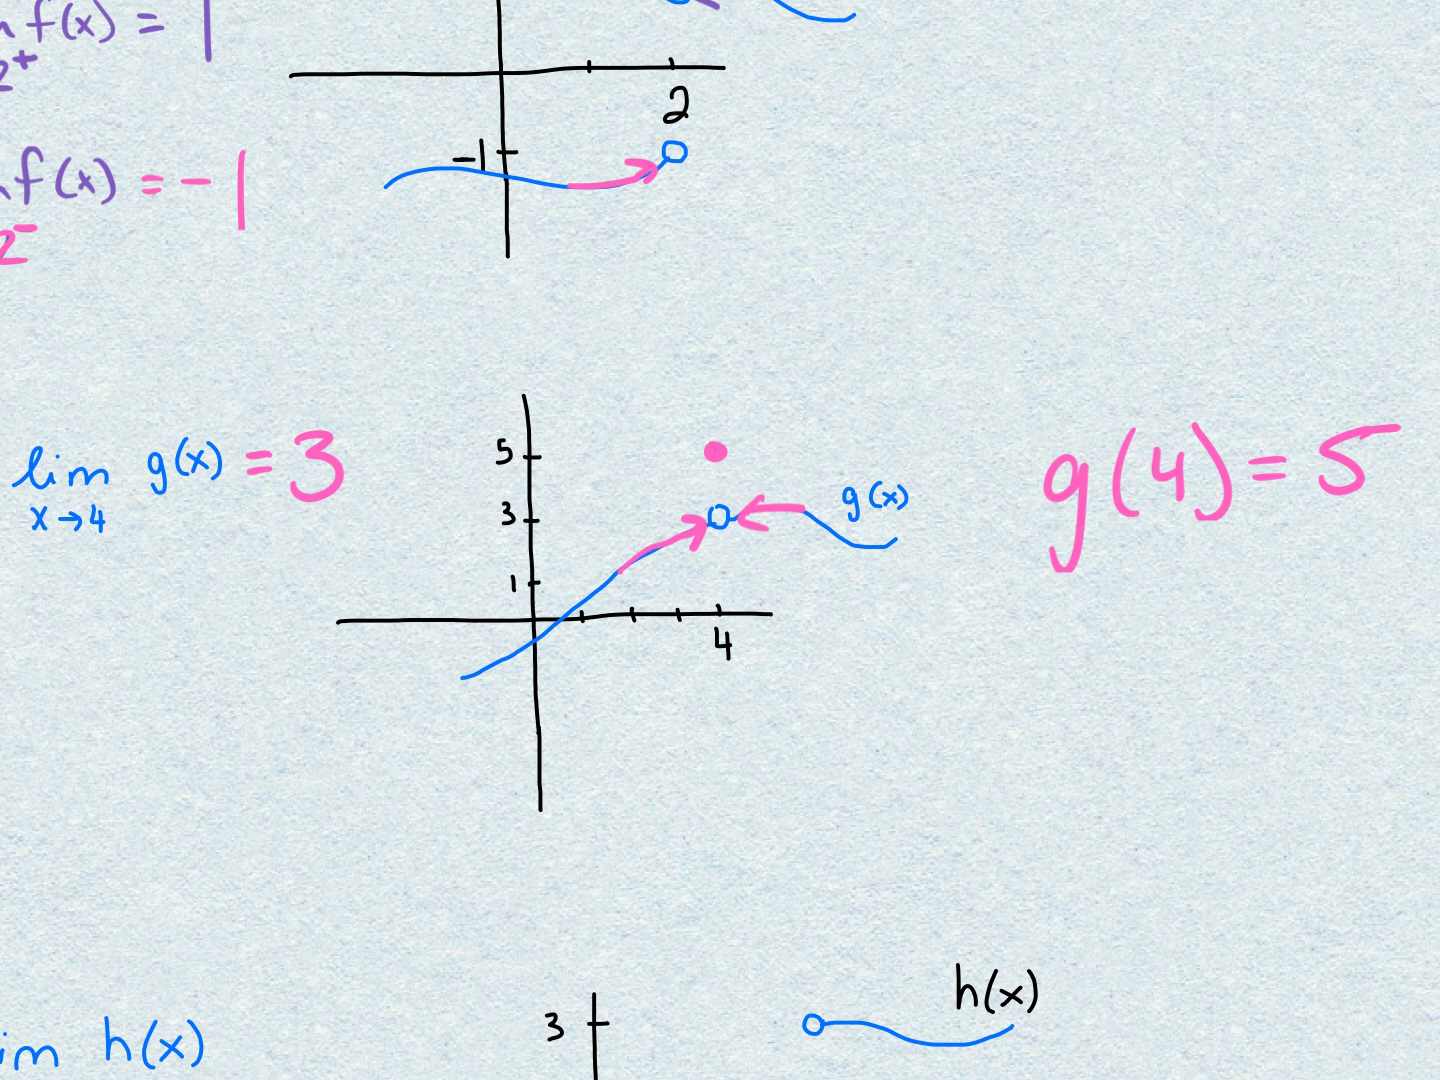 f(x) = 1
2⁺
2
-1
f(x) = -1
2⁻
lim g(x) = 3
x→4
5
3
1
4
g(x)
g(4) = 5
h(x)
3
im h(x)